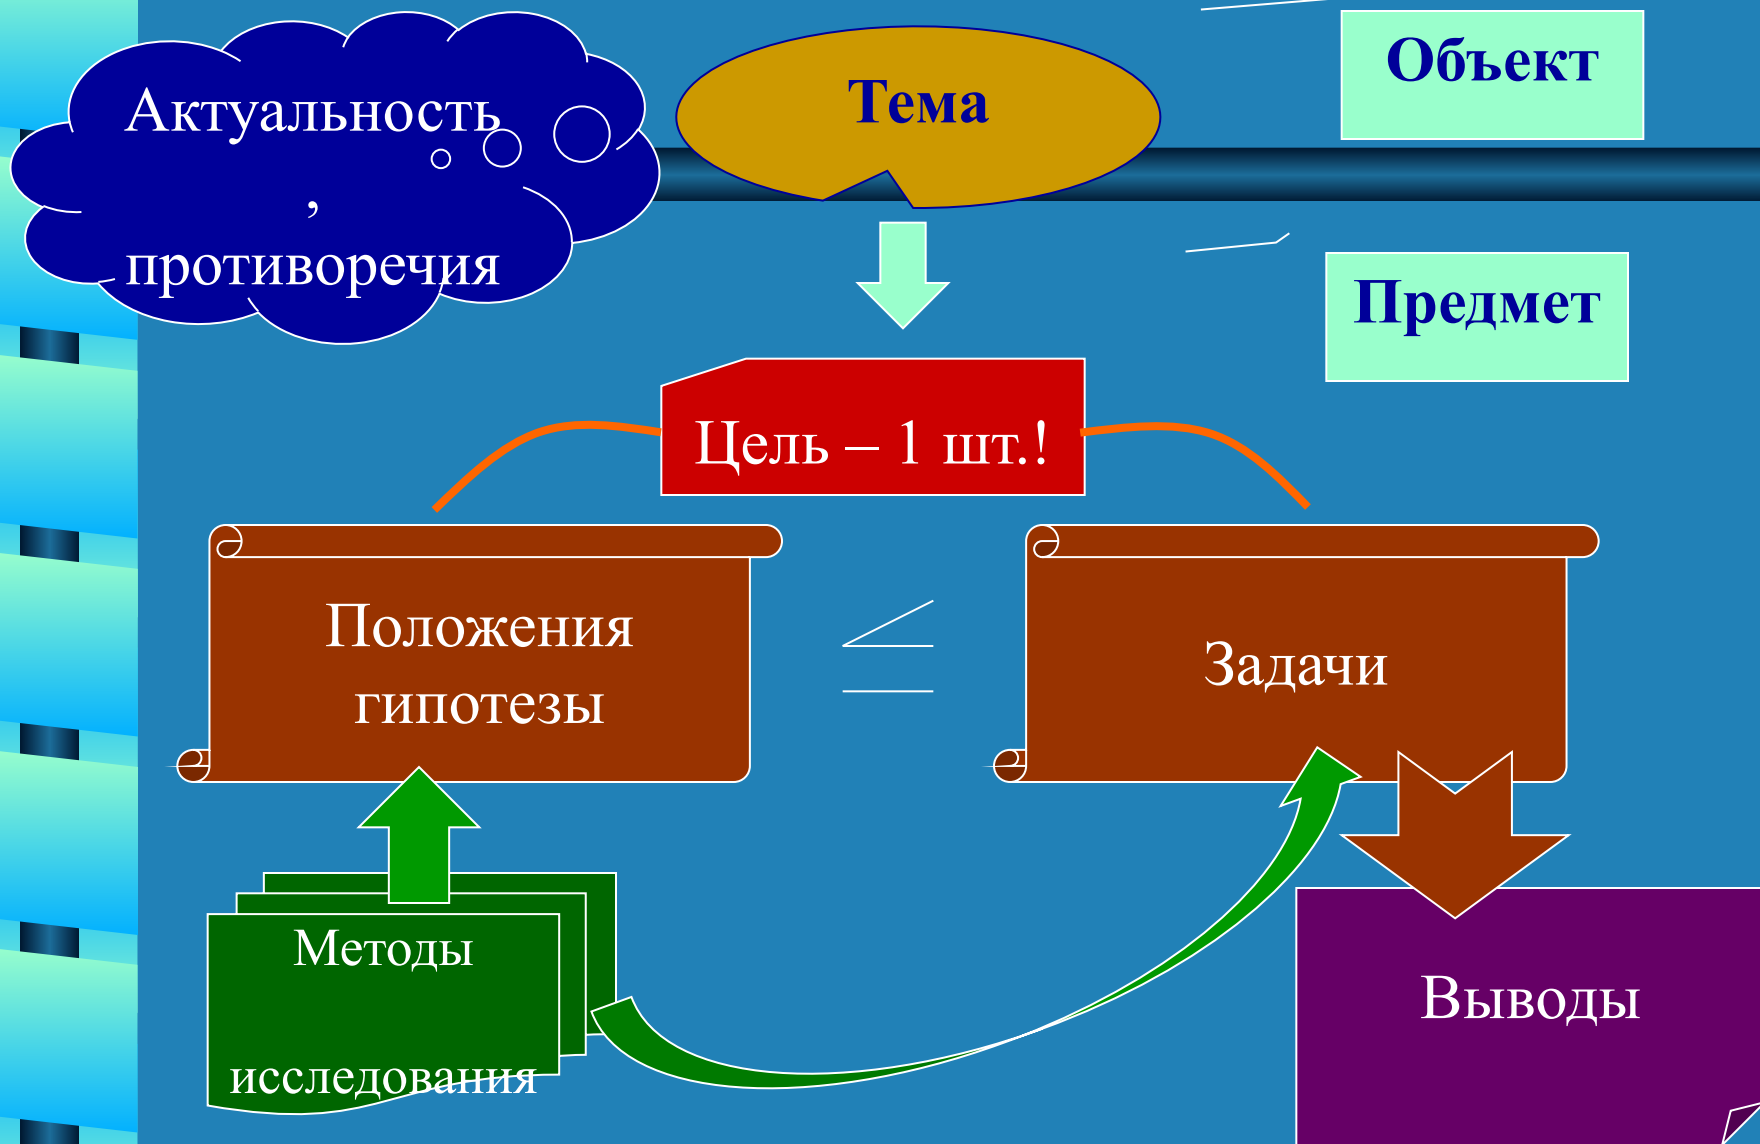 Актуальность
,
противоречия
Тема
Объект
Предмет
Цель – 1 шт.!
Положения
гипотезы
Задачи
Методы
исследования
Выводы